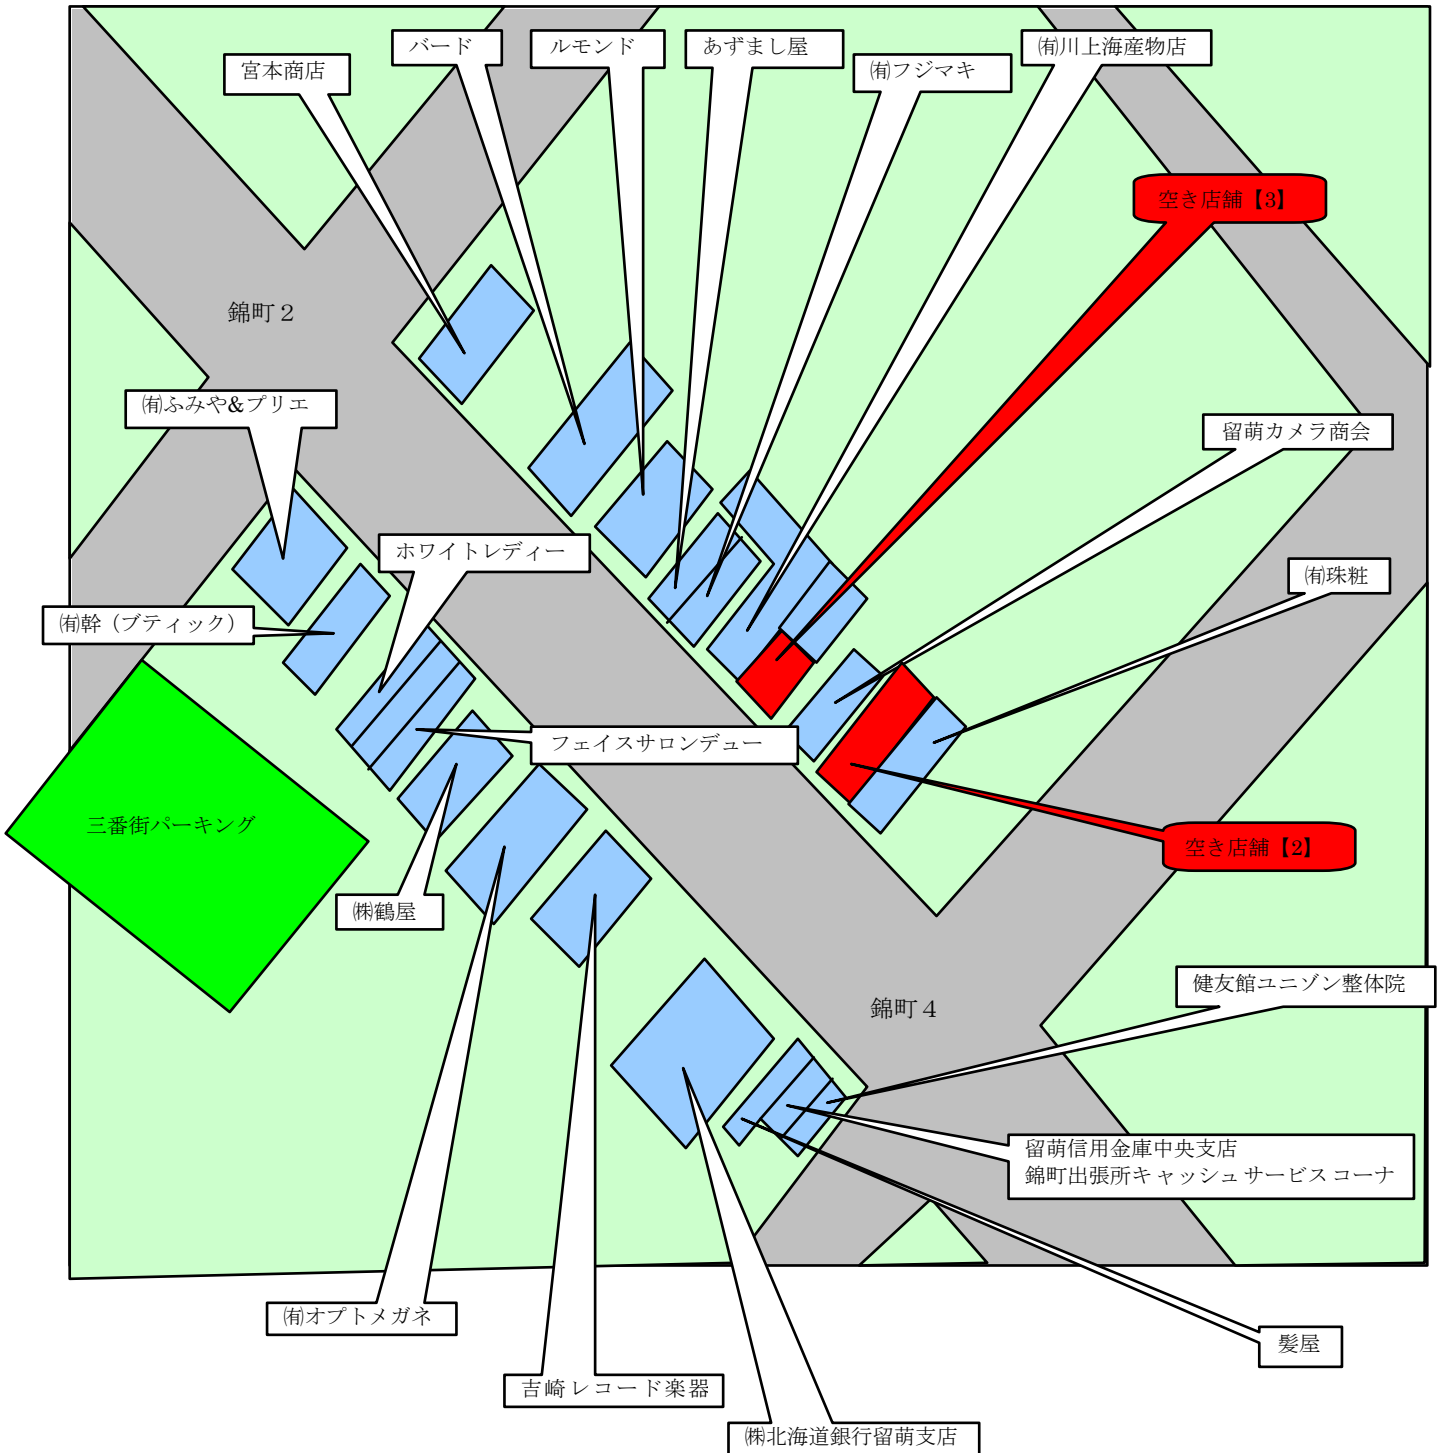 バード
ルモンド
あずまし屋
㈲川上海産物店
宮本商店
㈲フジマキ
空き店舗【3】
錦町２
㈲ふみや&プリエ
留萌カメラ商会
ホワイトレディー
㈲珠粧
㈲幹（ブティック）
フェイスサロンデュー
三番街パーキング
空き店舗【2】
㈱鶴屋
健友館ユニゾン整体院
錦町４
留萌信用金庫中央支店
錦町出張所キャッシュサービスコーナ
㈲オプトメガネ
髪屋
吉崎レコード楽器
㈱北海道銀行留萌支店